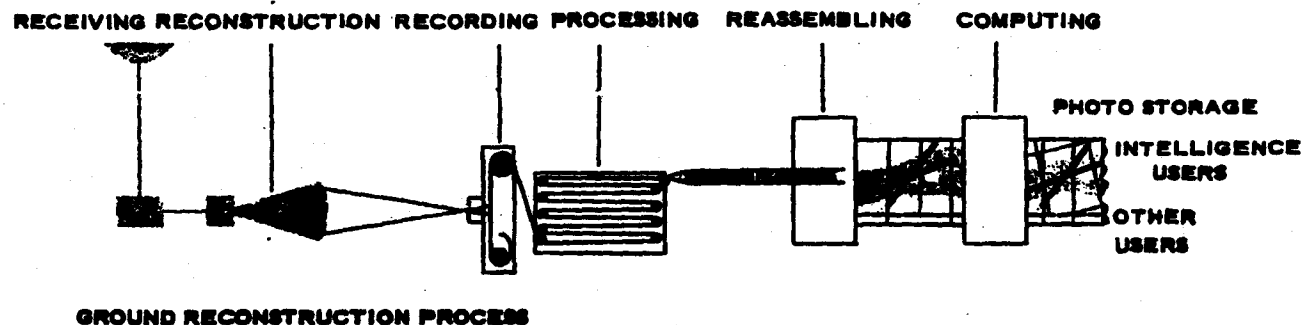 RECEIVING RECONSTRUCTION RECORDING PROCESSING REASSEMBLING COMPUTING
PHOTO STORAGE
INTELLIGENCE
USERS
OTHER
USERS
GROUND RECONSTRUCTION PROCESS